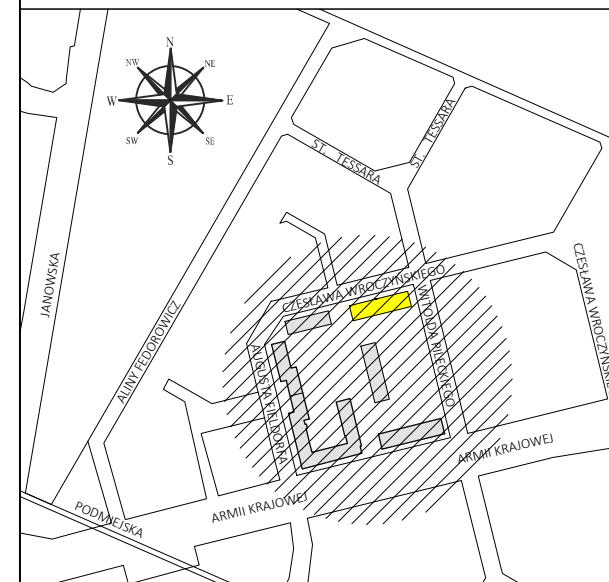 N
NW NE
W E
SW SE
S
ST. TESSARA
ST. TESSARA
JANOWSKA
ALINY FEDOROWICZ
CZESŁAWA WROCZYŃSKIEGO
CZESŁAWA WROCZYŃSKIE
WITOLDA PILECKIEGO
AUGUSTA FIELDORFA
ARMII KRAJOWEJ
ARMII KRAJOWEJ
PODMIEJSKA